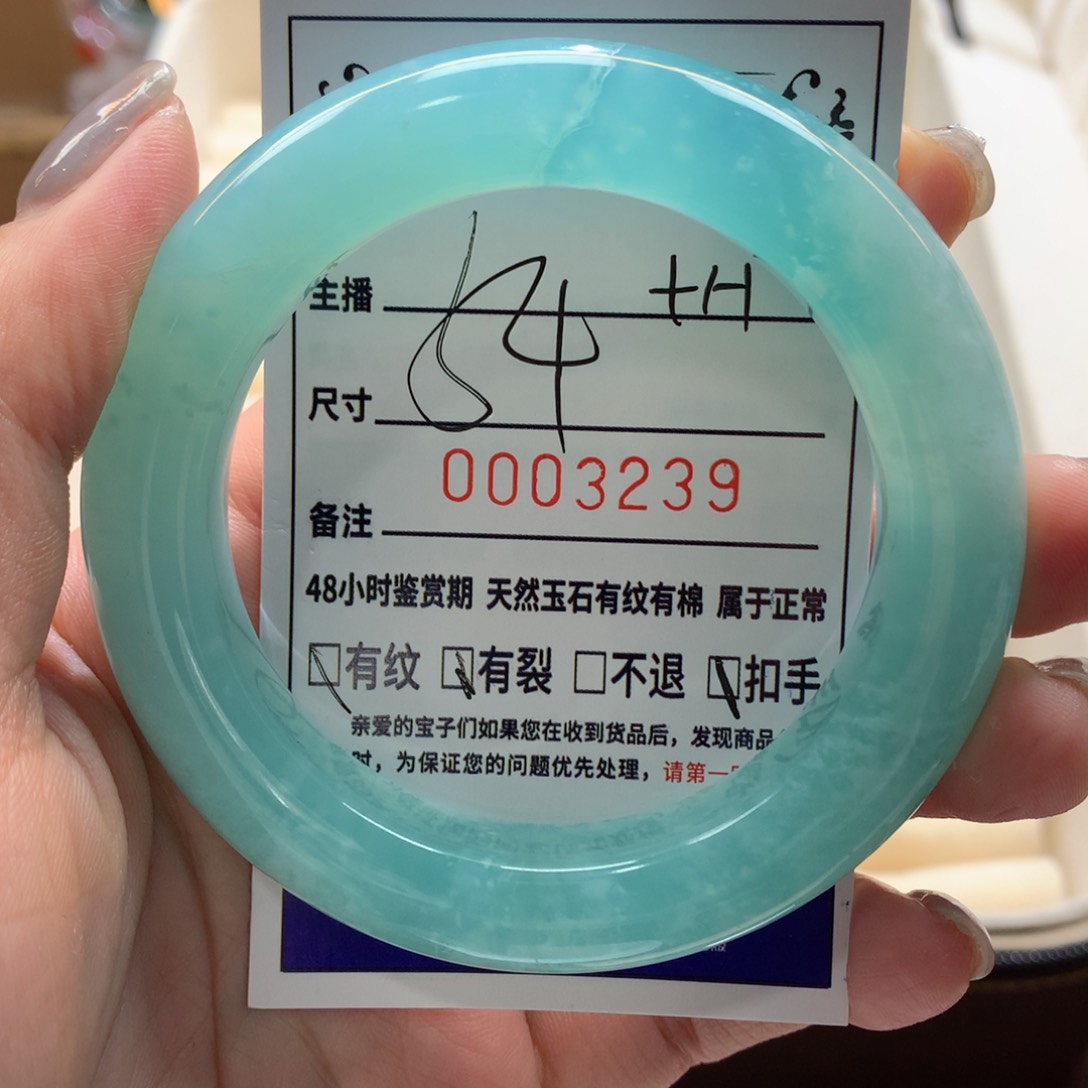 主播 tH
尺寸 54
0003239
备注
48小时鉴赏期 天然玉石有纹有棉 属于正常
☑有纹 ☑有裂 □不退 ☑扣手
亲爱的宝子们如果您在收到货品后，发现商品
时，为保证您的问题优先处理，请第一